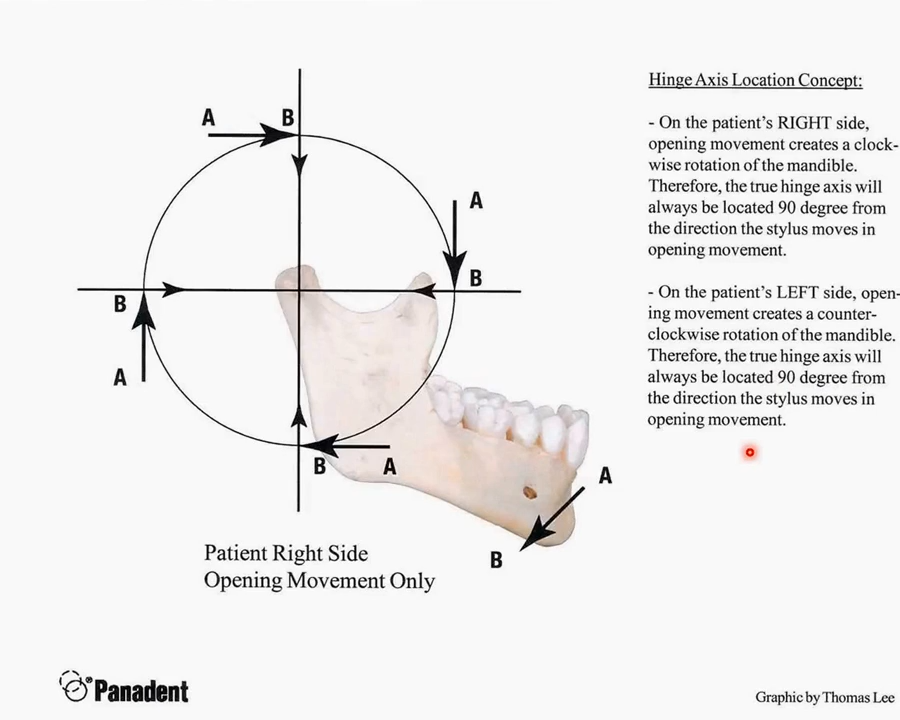 Hinge Axis Location Concept:
- On the patient's RIGHT side,
opening movement creates a clock-
wise rotation of the mandible.
Therefore, the true hinge axis will
always be located 90 degree from
the direction the stylus moves in
opening movement.
- On the patient's LEFT side, open-
ing movement creates a counter-
clockwise rotation of the mandible.
Therefore, the true hinge axis will
always be located 90 degree from
the direction the stylus moves in
opening movement.
A B
A
B
B
A
B A
A
B
Patient Right Side
Opening Movement Only
Panadent
Graphic by Thomas Lee